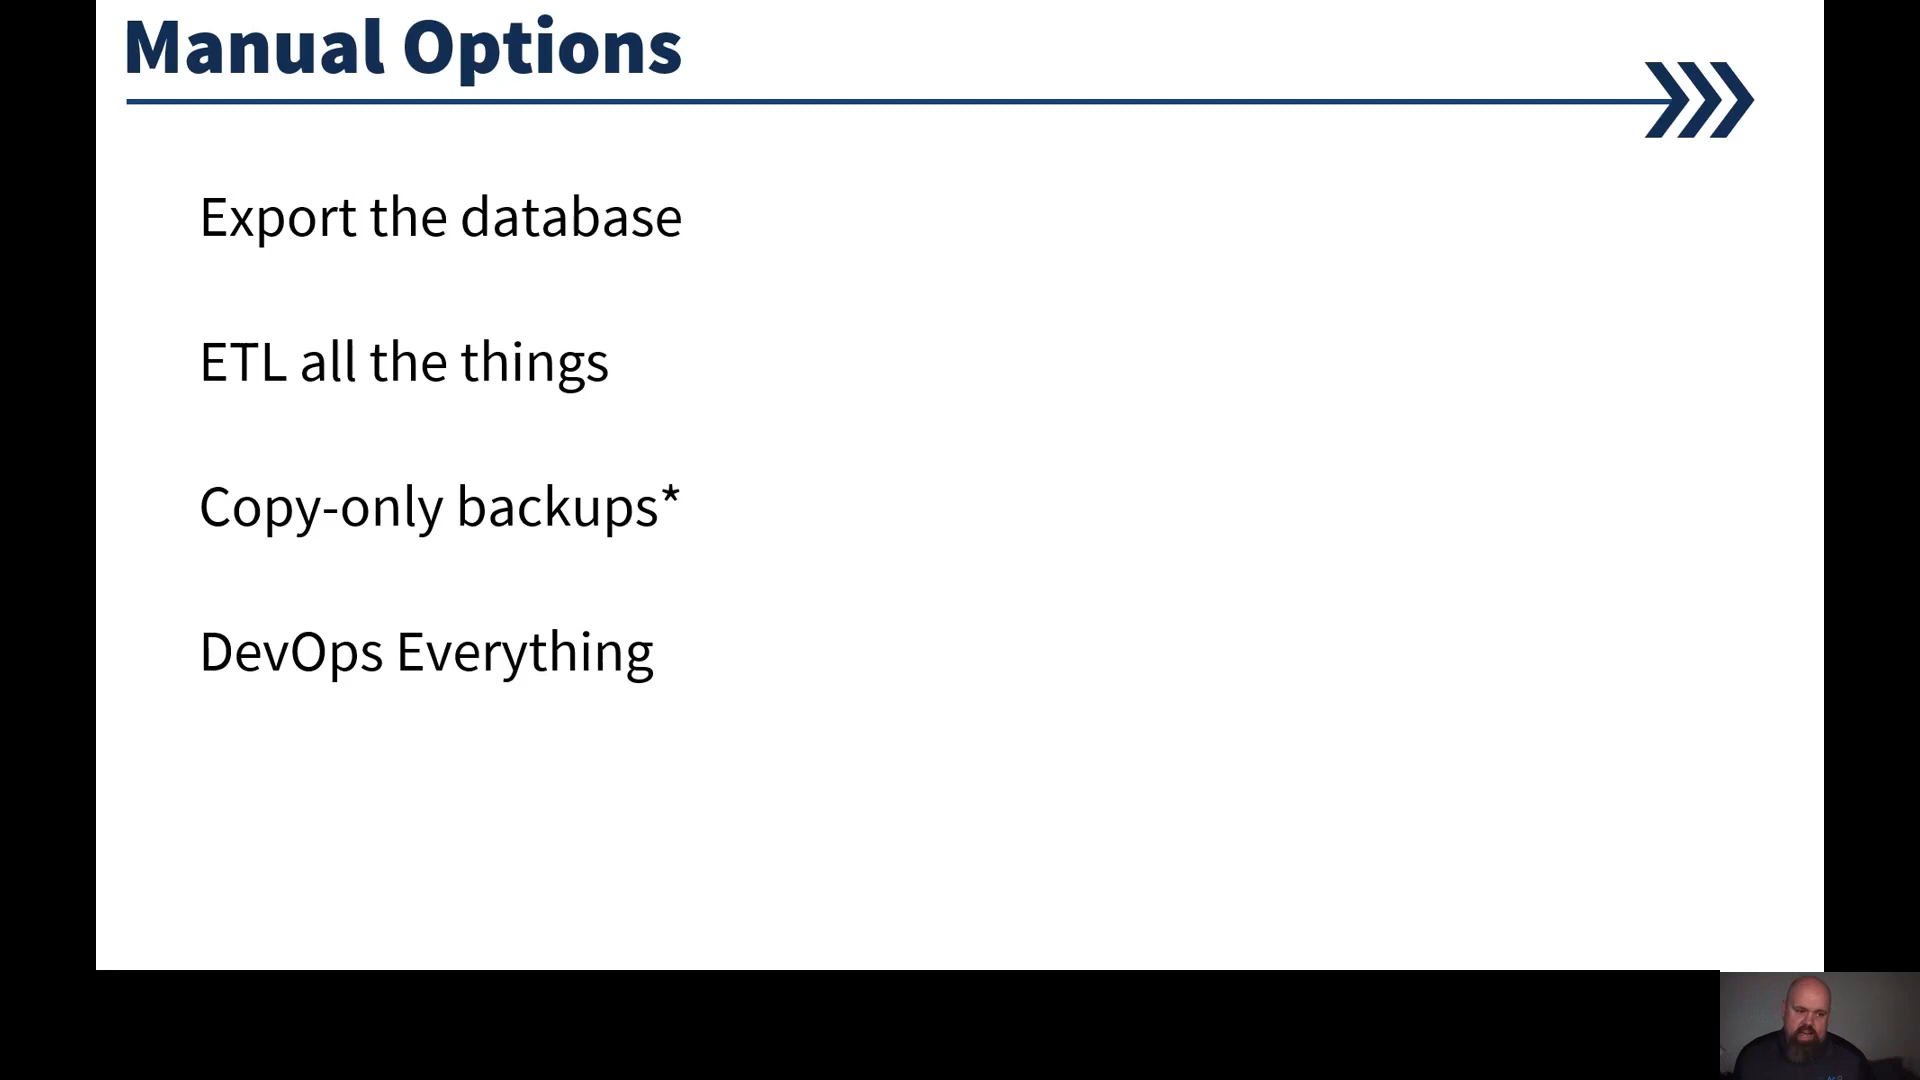 Manual Options
Export the database
ETL all the things
Copy-only backups*
DevOps Everything